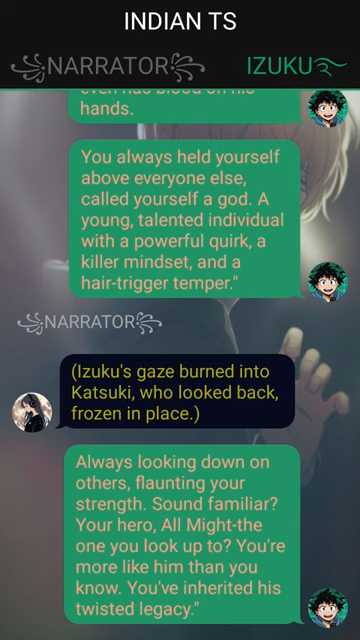 INDIAN TS
NARRATOR
IZUKU
hands.
You always held yourself
above everyone else,
called yourself a god. A
young, talented individual
with a powerful quirk, a
killer mindset, and a
hair-trigger temper."
NARRATOR
(Izuku's gaze burned into
Katsuki, who looked back,
frozen in place.)
Always looking down on
others, flaunting your
strength. Sound familiar?
Your hero, All Might-the
one you look up to? You're
more like him than you
know. You've inherited his
twisted legacy."